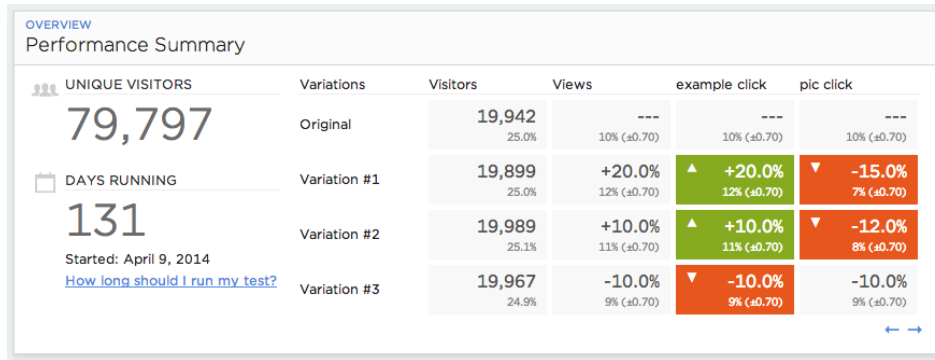 OVERVIEW
Performance Summary
UNIQUE VISITORS
79,797
DAYS RUNNING
131
Started: April 9, 2014
How long should I run my test?
Variations Visitors Views example click pic click
Original 19,942 --- --- ---
25.0% 10% (±0.70) 10% (±0.70) 10% (±0.70)
Variation #1 19,899 +20.0% ▲ +20.0% ▼ -15.0%
25.0% 12% (±0.70) 12% (±0.70) 7% (±0.70)
Variation #2 19,989 +10.0% ▲ +10.0% ▼ -12.0%
25.1% 11% (±0.70) 11% (±0.70) 8% (±0.70)
Variation #3 19,967 -10.0% ▼ -10.0% -10.0%
24.9% 9% (±0.70) 9% (±0.70) 9% (±0.70)
← →